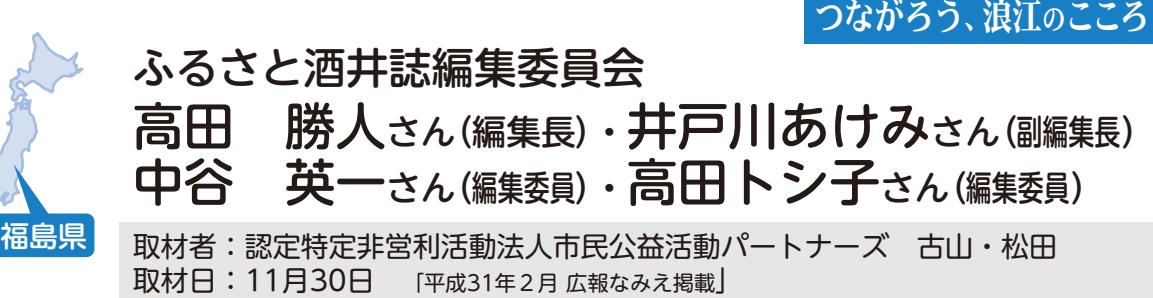 つながろう、浪江のこころ
ふるさと酒井誌編集委員会
高田　勝人さん（編集長）・井戸川あけみさん（副編集長）
中谷　英一さん（編集委員）・高田トシ子さん（編集委員）
福島県
取材者：認定特定非営利活動法人市民公益活動パートナーズ　古山・松田
取材日：11月30日　「平成31年２月 広報なみえ掲載」